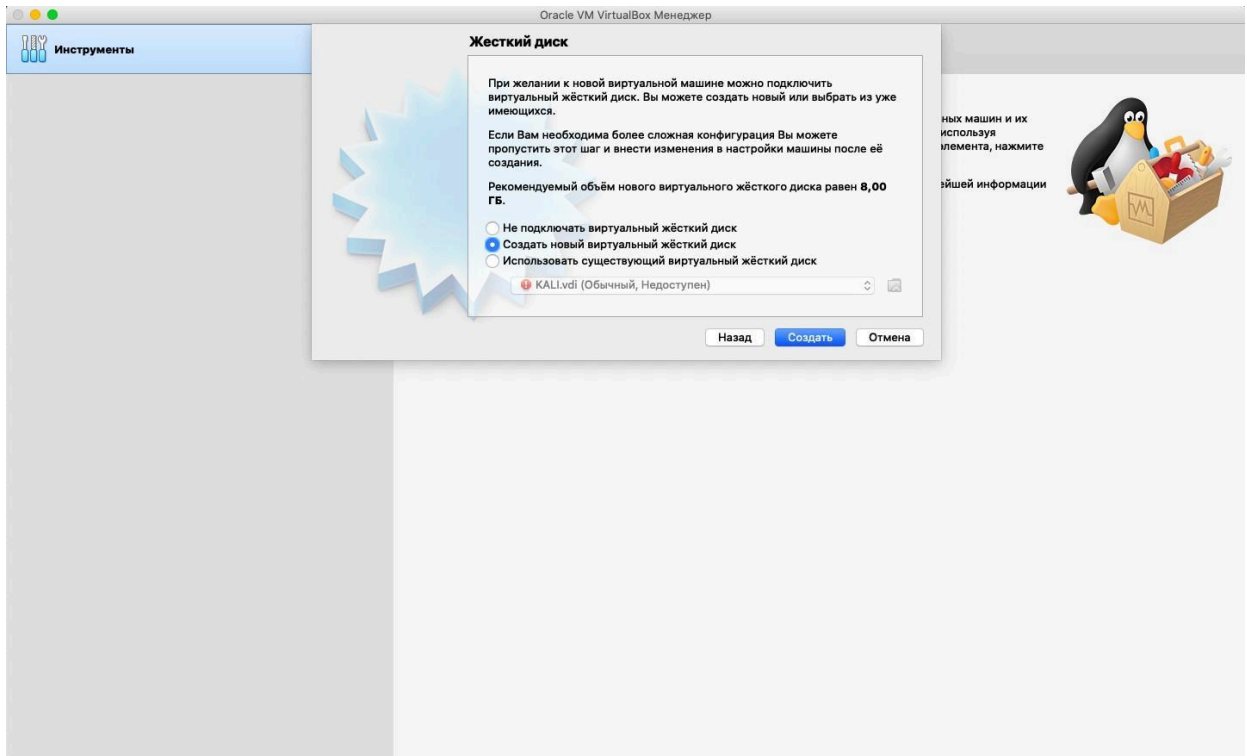 Oracle VM VirtualBox Менеджер
Инструменты
Жесткий диск
При желании к новой виртуальной машине можно подключить
виртуальный жёсткий диск. Вы можете создать новый или выбрать из уже
имеющихся.
Если Вам необходима более сложная конфигурация Вы можете
пропустить этот шаг и внести изменения в настройки машины после её
создания.
Рекомендуемый объём нового виртуального жёсткого диска равен 8,00
ГБ.
Не подключать виртуальный жёсткий диск
Создать новый виртуальный жёсткий диск
Использовать существующий виртуальный жёсткий диск
KALI.vdi (Обычный, Недоступен)
Назад Создать Отмена
ных машин и их
используя
элемента, нажмите
ейшей информации